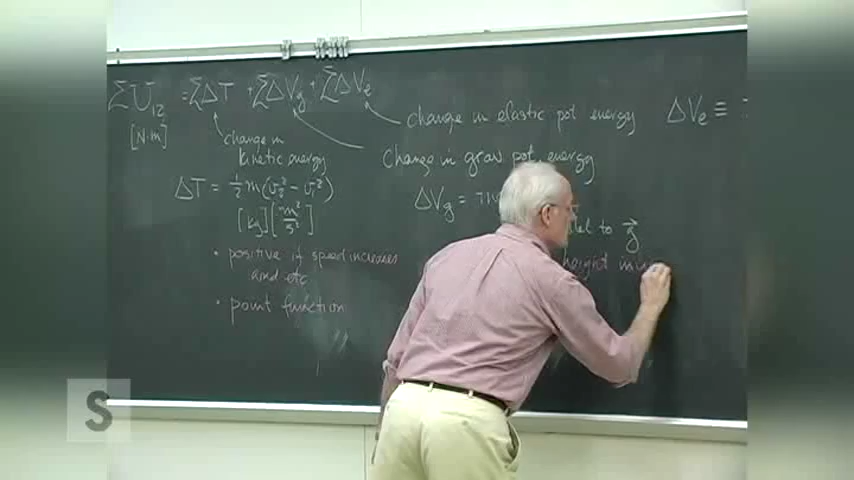 ΣU₁₂ = ΣΔT + ΣΔVg + ΣΔVe
[N·m]
change in elastic pot energy
ΔVe ≡
change in kinetic energy
change in grav pot energy
ΔT = ½ m(v₂² − v₁²)
ΔVg =
to g⃗
[kg][m²/s²]
• positive if speed increases
height
and etc
• point function
S